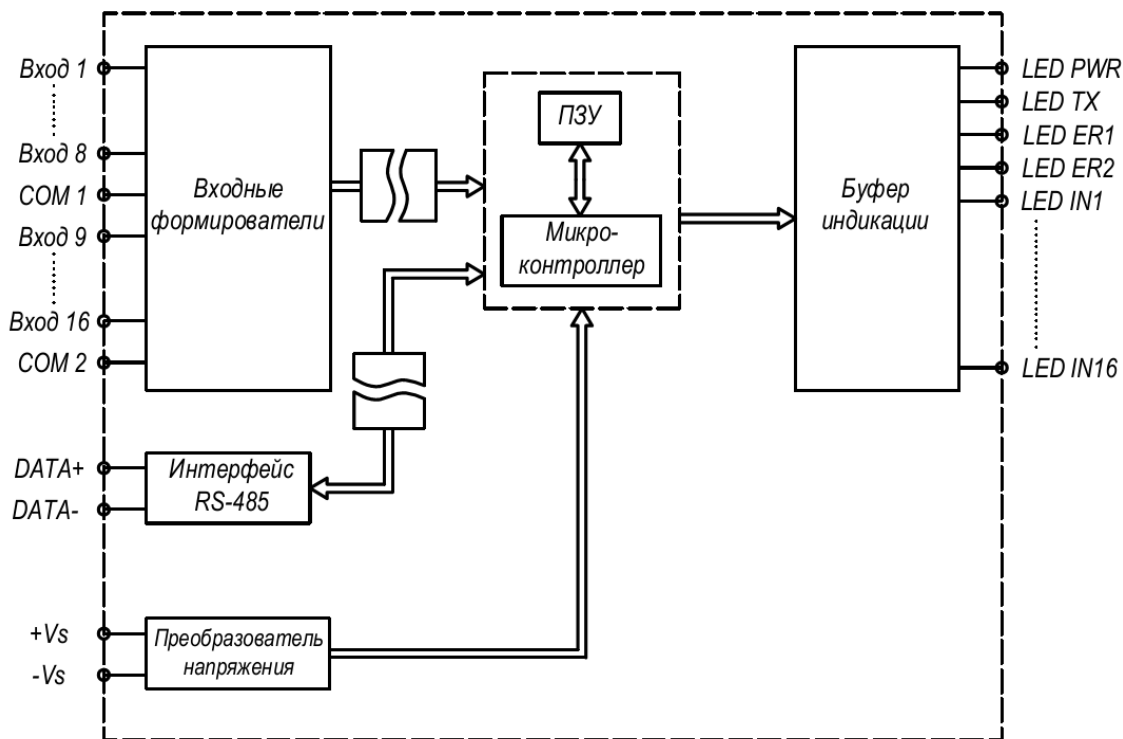 Вход 1
Вход 8
COM 1
Вход 9
Вход 16
COM 2
DATA+
DATA-
+Vs
-Vs
Входные
формирователи
Интерфейс
RS-485
Преобразователь
напряжения
ПЗУ
Микро-
контроллер
Буфер
индикации
LED PWR
LED TX
LED ER1
LED ER2
LED IN1
LED IN16